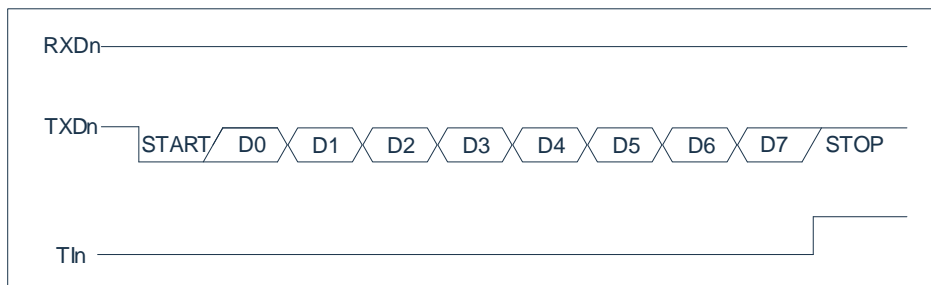 RXDn
TXDn
START D0 D1 D2 D3 D4 D5 D6 D7 STOP
TIn